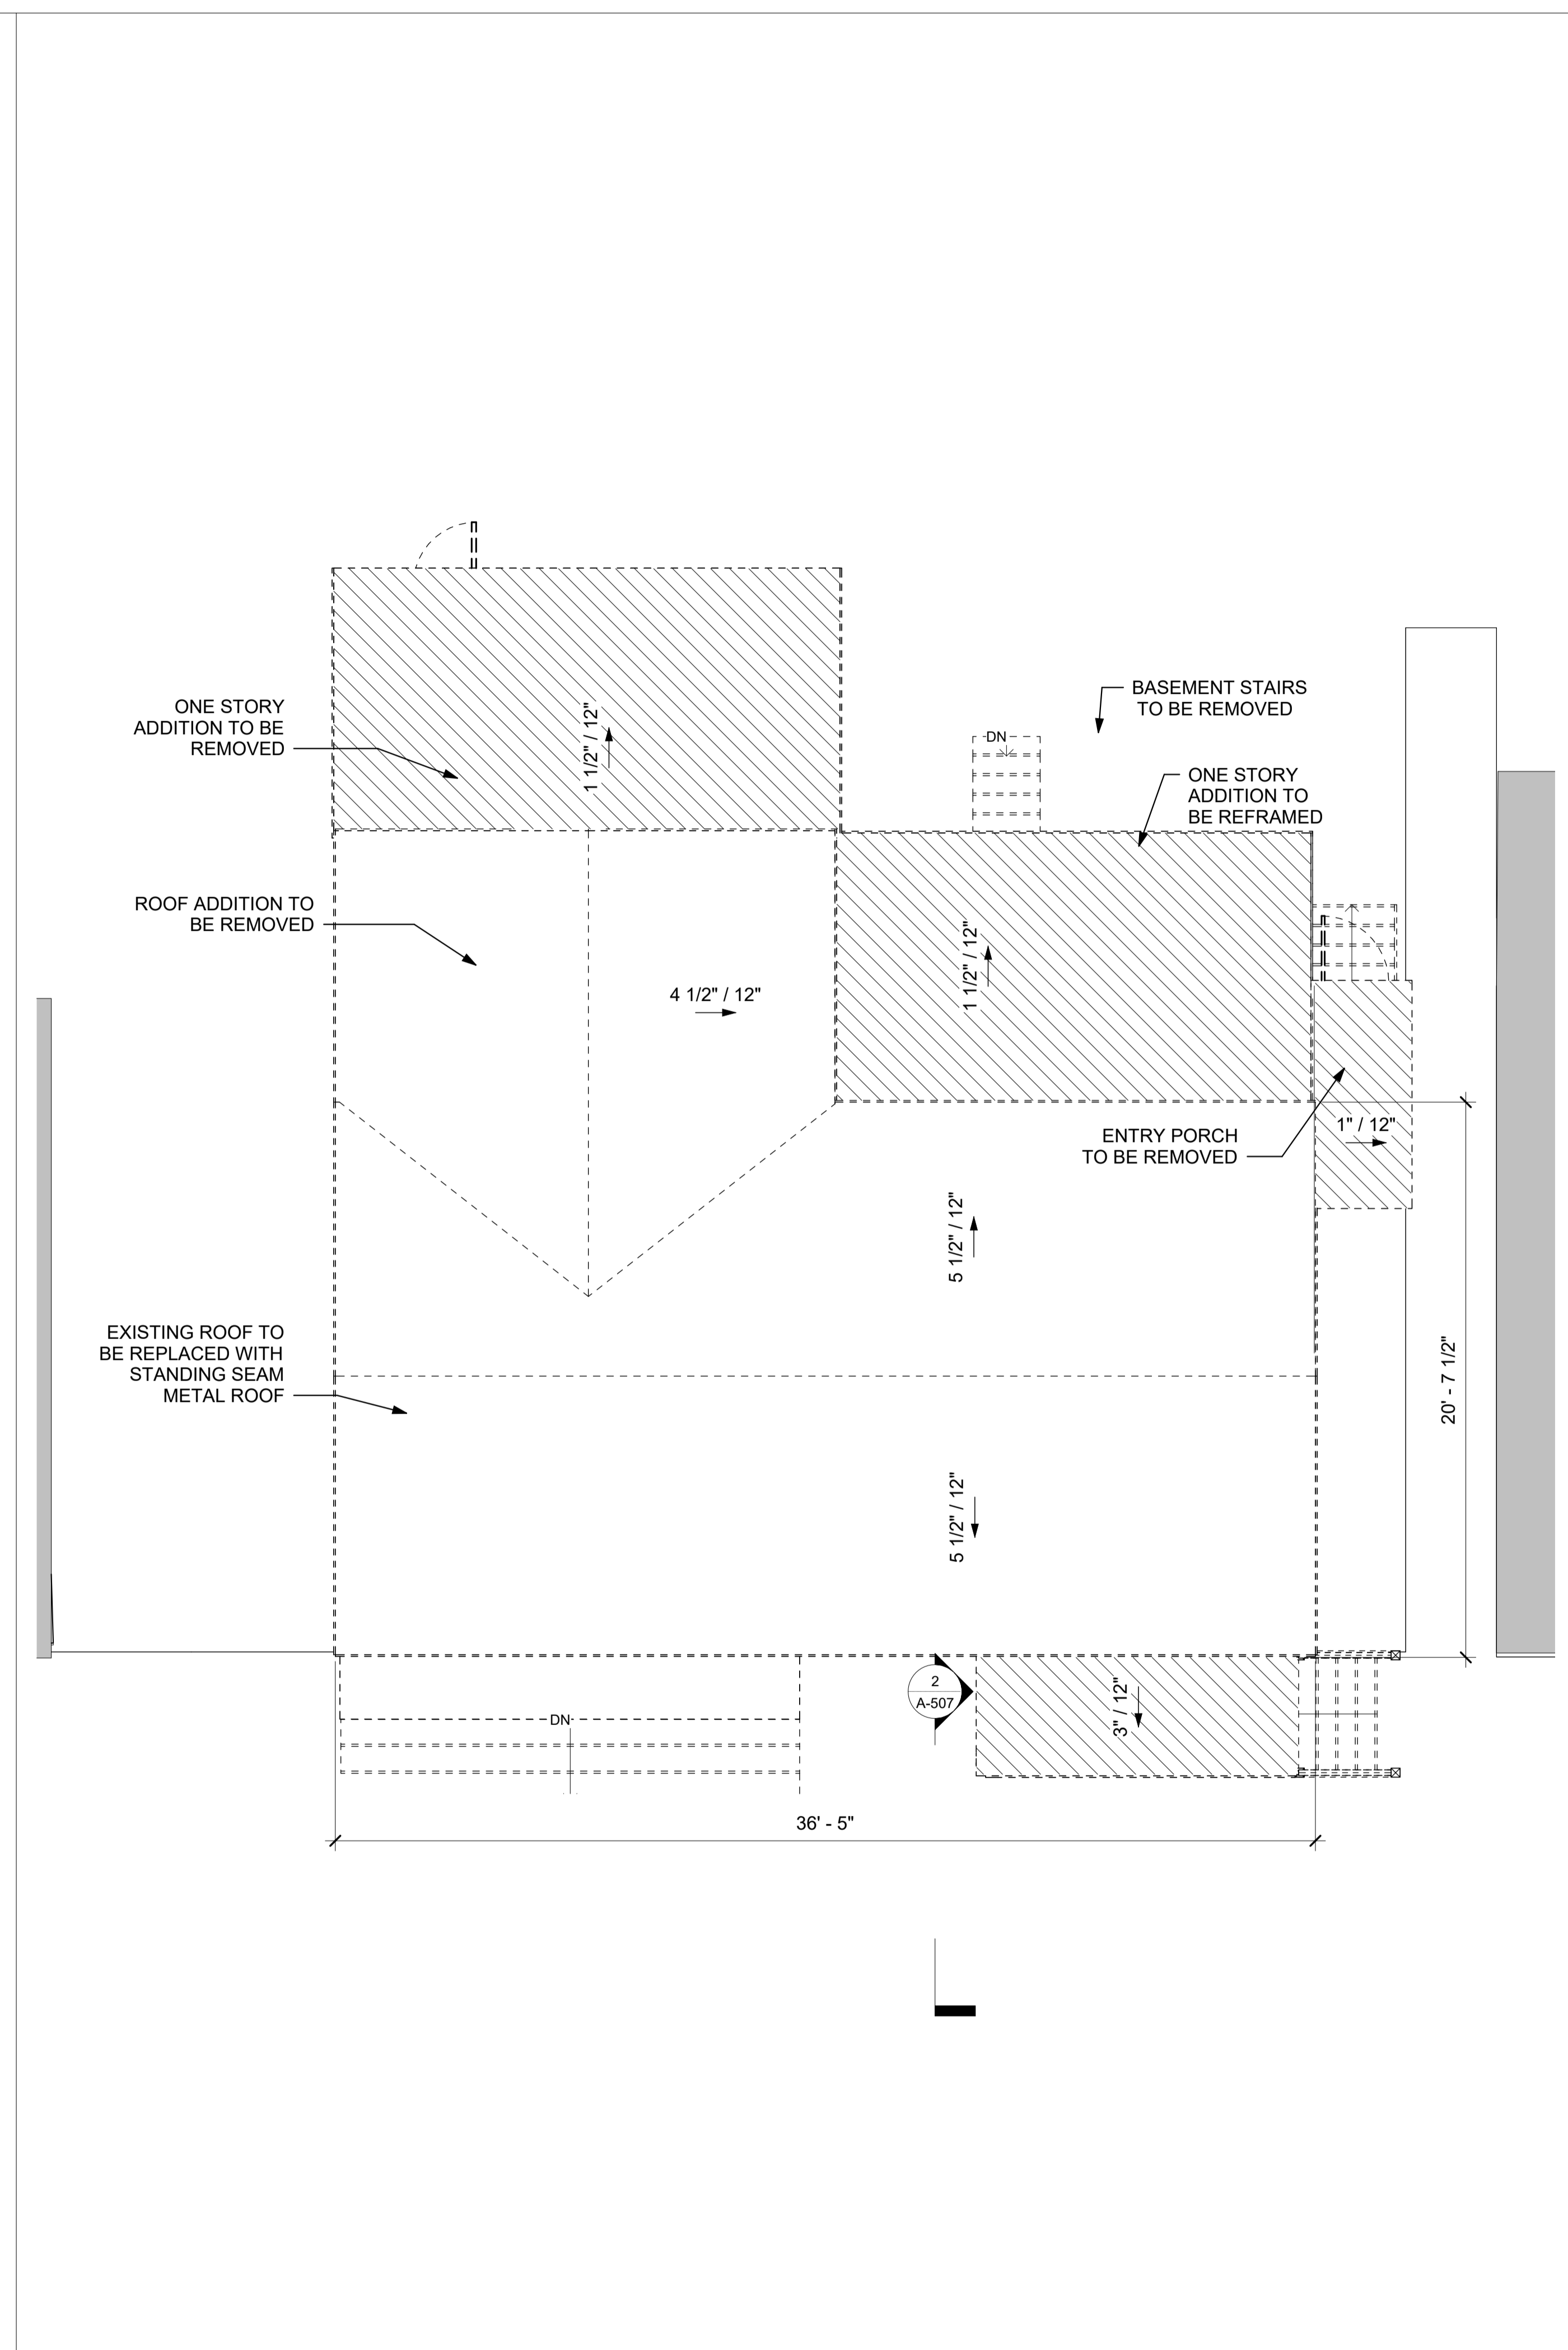 ONE STORY
ADDITION TO BE
REMOVED
1 1/2" / 12"
BASEMENT STAIRS
TO BE REMOVED
DN
ONE STORY
ADDITION TO
BE REFRAMED
ROOF ADDITION TO
BE REMOVED
4 1/2" / 12"
1 1/2" / 12"
ENTRY PORCH
TO BE REMOVED
1" / 12"
5 1/2" / 12"
EXISTING ROOF TO
BE REPLACED WITH
STANDING SEAM
METAL ROOF
20' - 7 1/2"
5 1/2" / 12"
2
A-507
3" / 12"
DN
36' - 5"